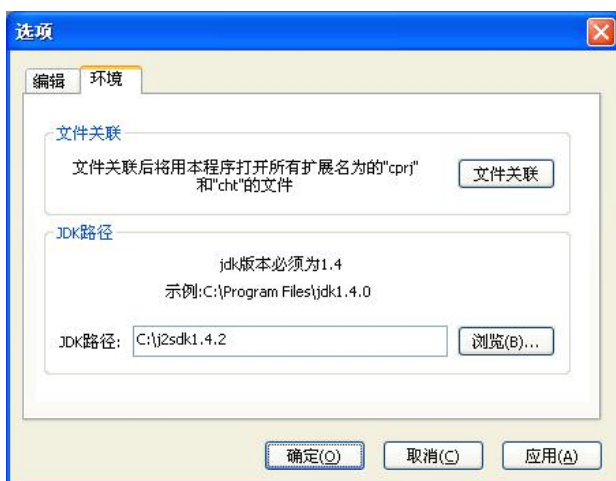 选项
编辑 环境
文件关联
文件关联后将用本程序打开所有扩展名为的"cprj"
和"cht"的文件
文件关联
JDK路径
jdk版本必须为1.4
示例:C:\Program Files\jdk1.4.0
JDK路径: C:\j2sdk1.4.2 浏览(B)...
确定(O) 取消(C) 应用(A)